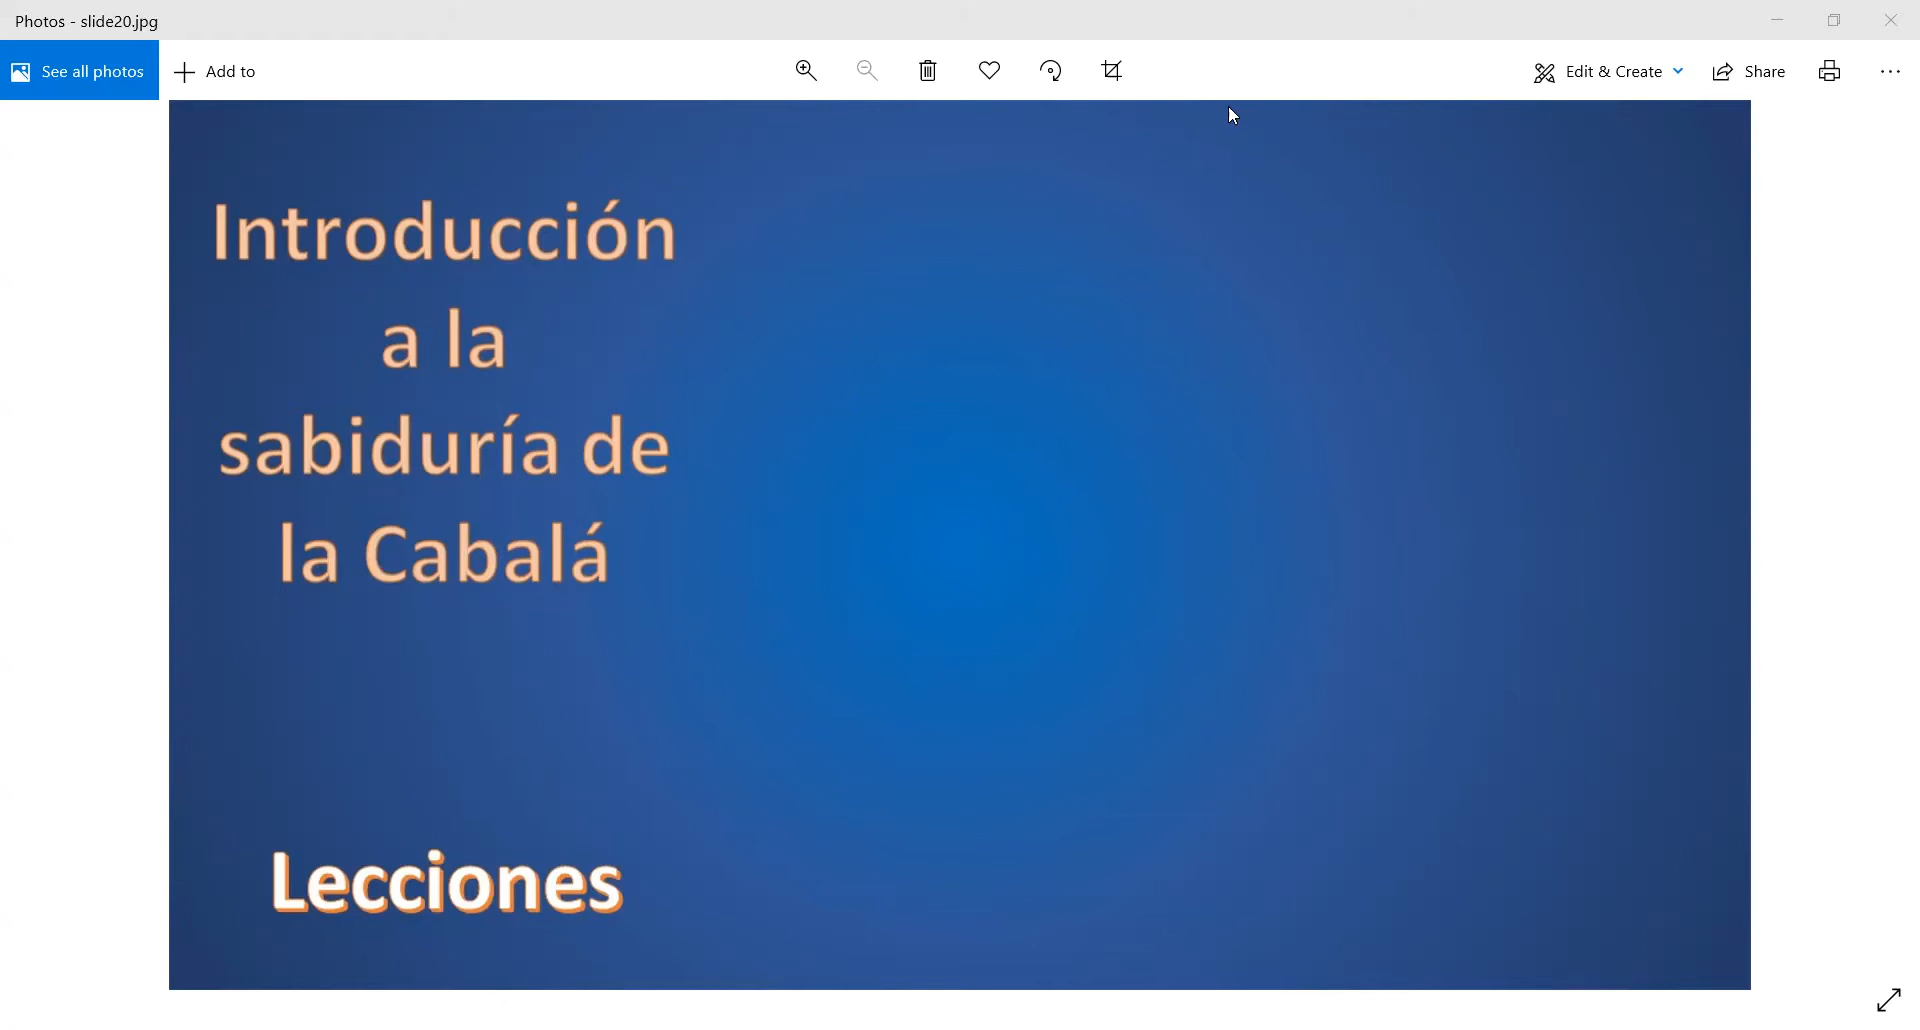 Photos - slide20.jpg
See all photos
Add to
Edit & Create
Share
Introducción
a la
sabiduría de
la Cabalá
Lecciones